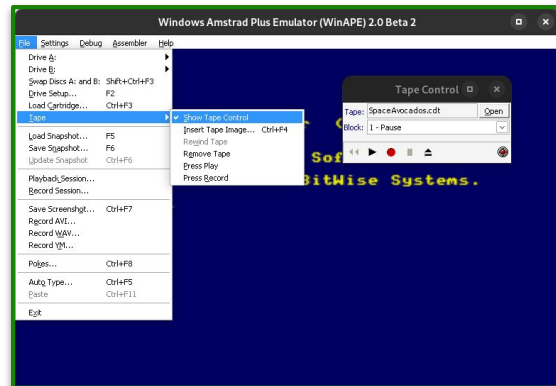 Windows Amstrad Plus Emulator (WinAPE) 2.0 Beta 2
File Settings Debug Assembler Help
Drive A:
Drive B:
Swap Discs A: and B: Shift+Ctrl+F3
Drive Setup... F2
Load Cartridge... Ctrl+F3
Tape
Load Snapshot... F5
Save Snapshot... F6
Update Snapshot Ctrl+F6
Playback Session...
Record Session...
Save Screenshot... Ctrl+F7
Record AVI...
Record WAV...
Record YM...
Pokes... Ctrl+F8
Auto Type... Ctrl+F5
Paste Ctrl+F11
Exit
Show Tape Control
Insert Tape Image... Ctrl+F4
Rewind Tape
Remove Tape
Press Play
Press Record
Tape Control
Tape: SpaceAvocados.cdt Open
Block: 1 - Pause
Sof
BitWise Systems.